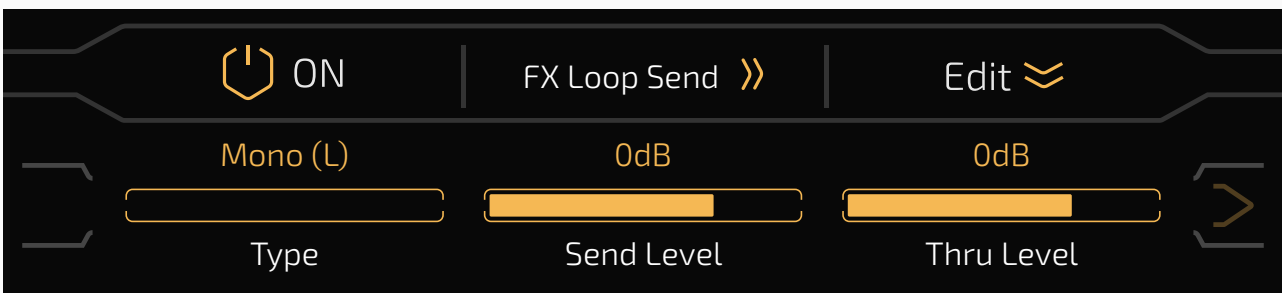 ON
FX Loop Send
Edit
Mono (L)
0dB
0dB
Type
Send Level
Thru Level